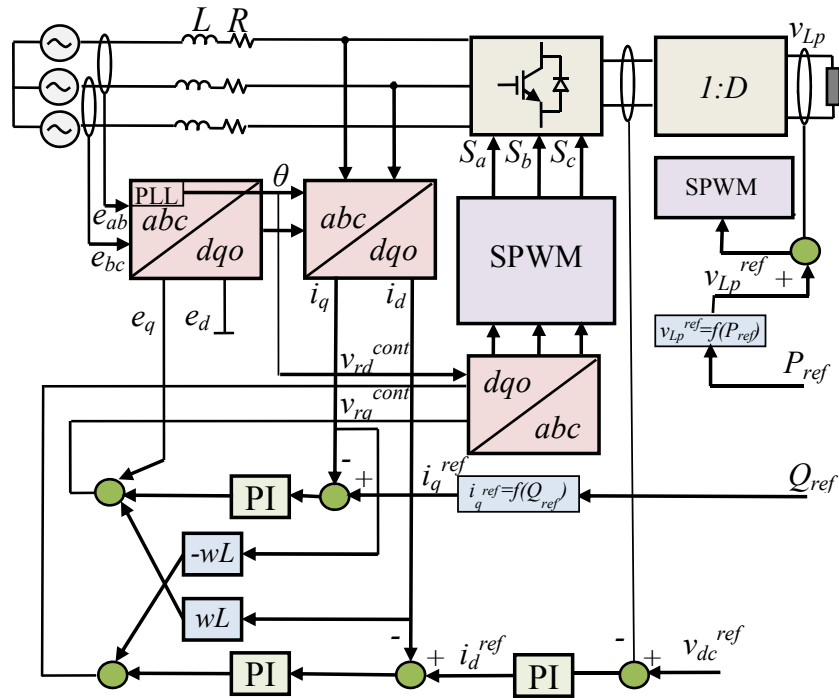 L R
v_Lp
1:D
S_a S_b S_c
θ
PLL
abc
dqo
abc
dqo
e_ab
e_bc
SPWM
SPWM
v_Lp^ref +
v_Lp^ref=f(P_ref)
P_ref
i_q i_d
e_q e_d
v_rd^cont
v_rq^cont
dqo
abc
- +
PI
i_q^ref
i_q^ref=f(Q_ref)
Q_ref
-wL
wL
- +
PI
i_d^ref
PI
- +
v_dc^ref